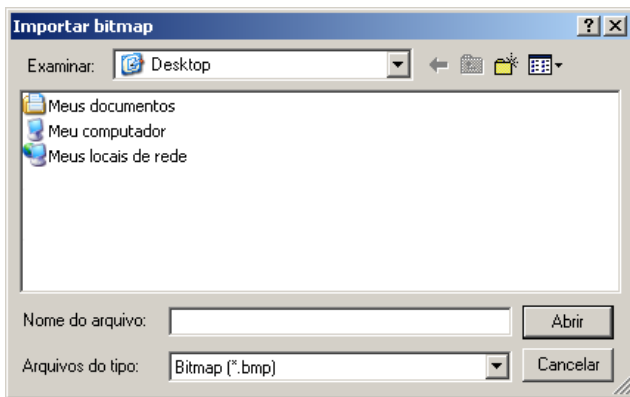 Importar bitmap
Examinar: Desktop
Meus documentos
Meu computador
Meus locais de rede
Nome do arquivo: Abrir
Arquivos do tipo: Bitmap (*.bmp) Cancelar